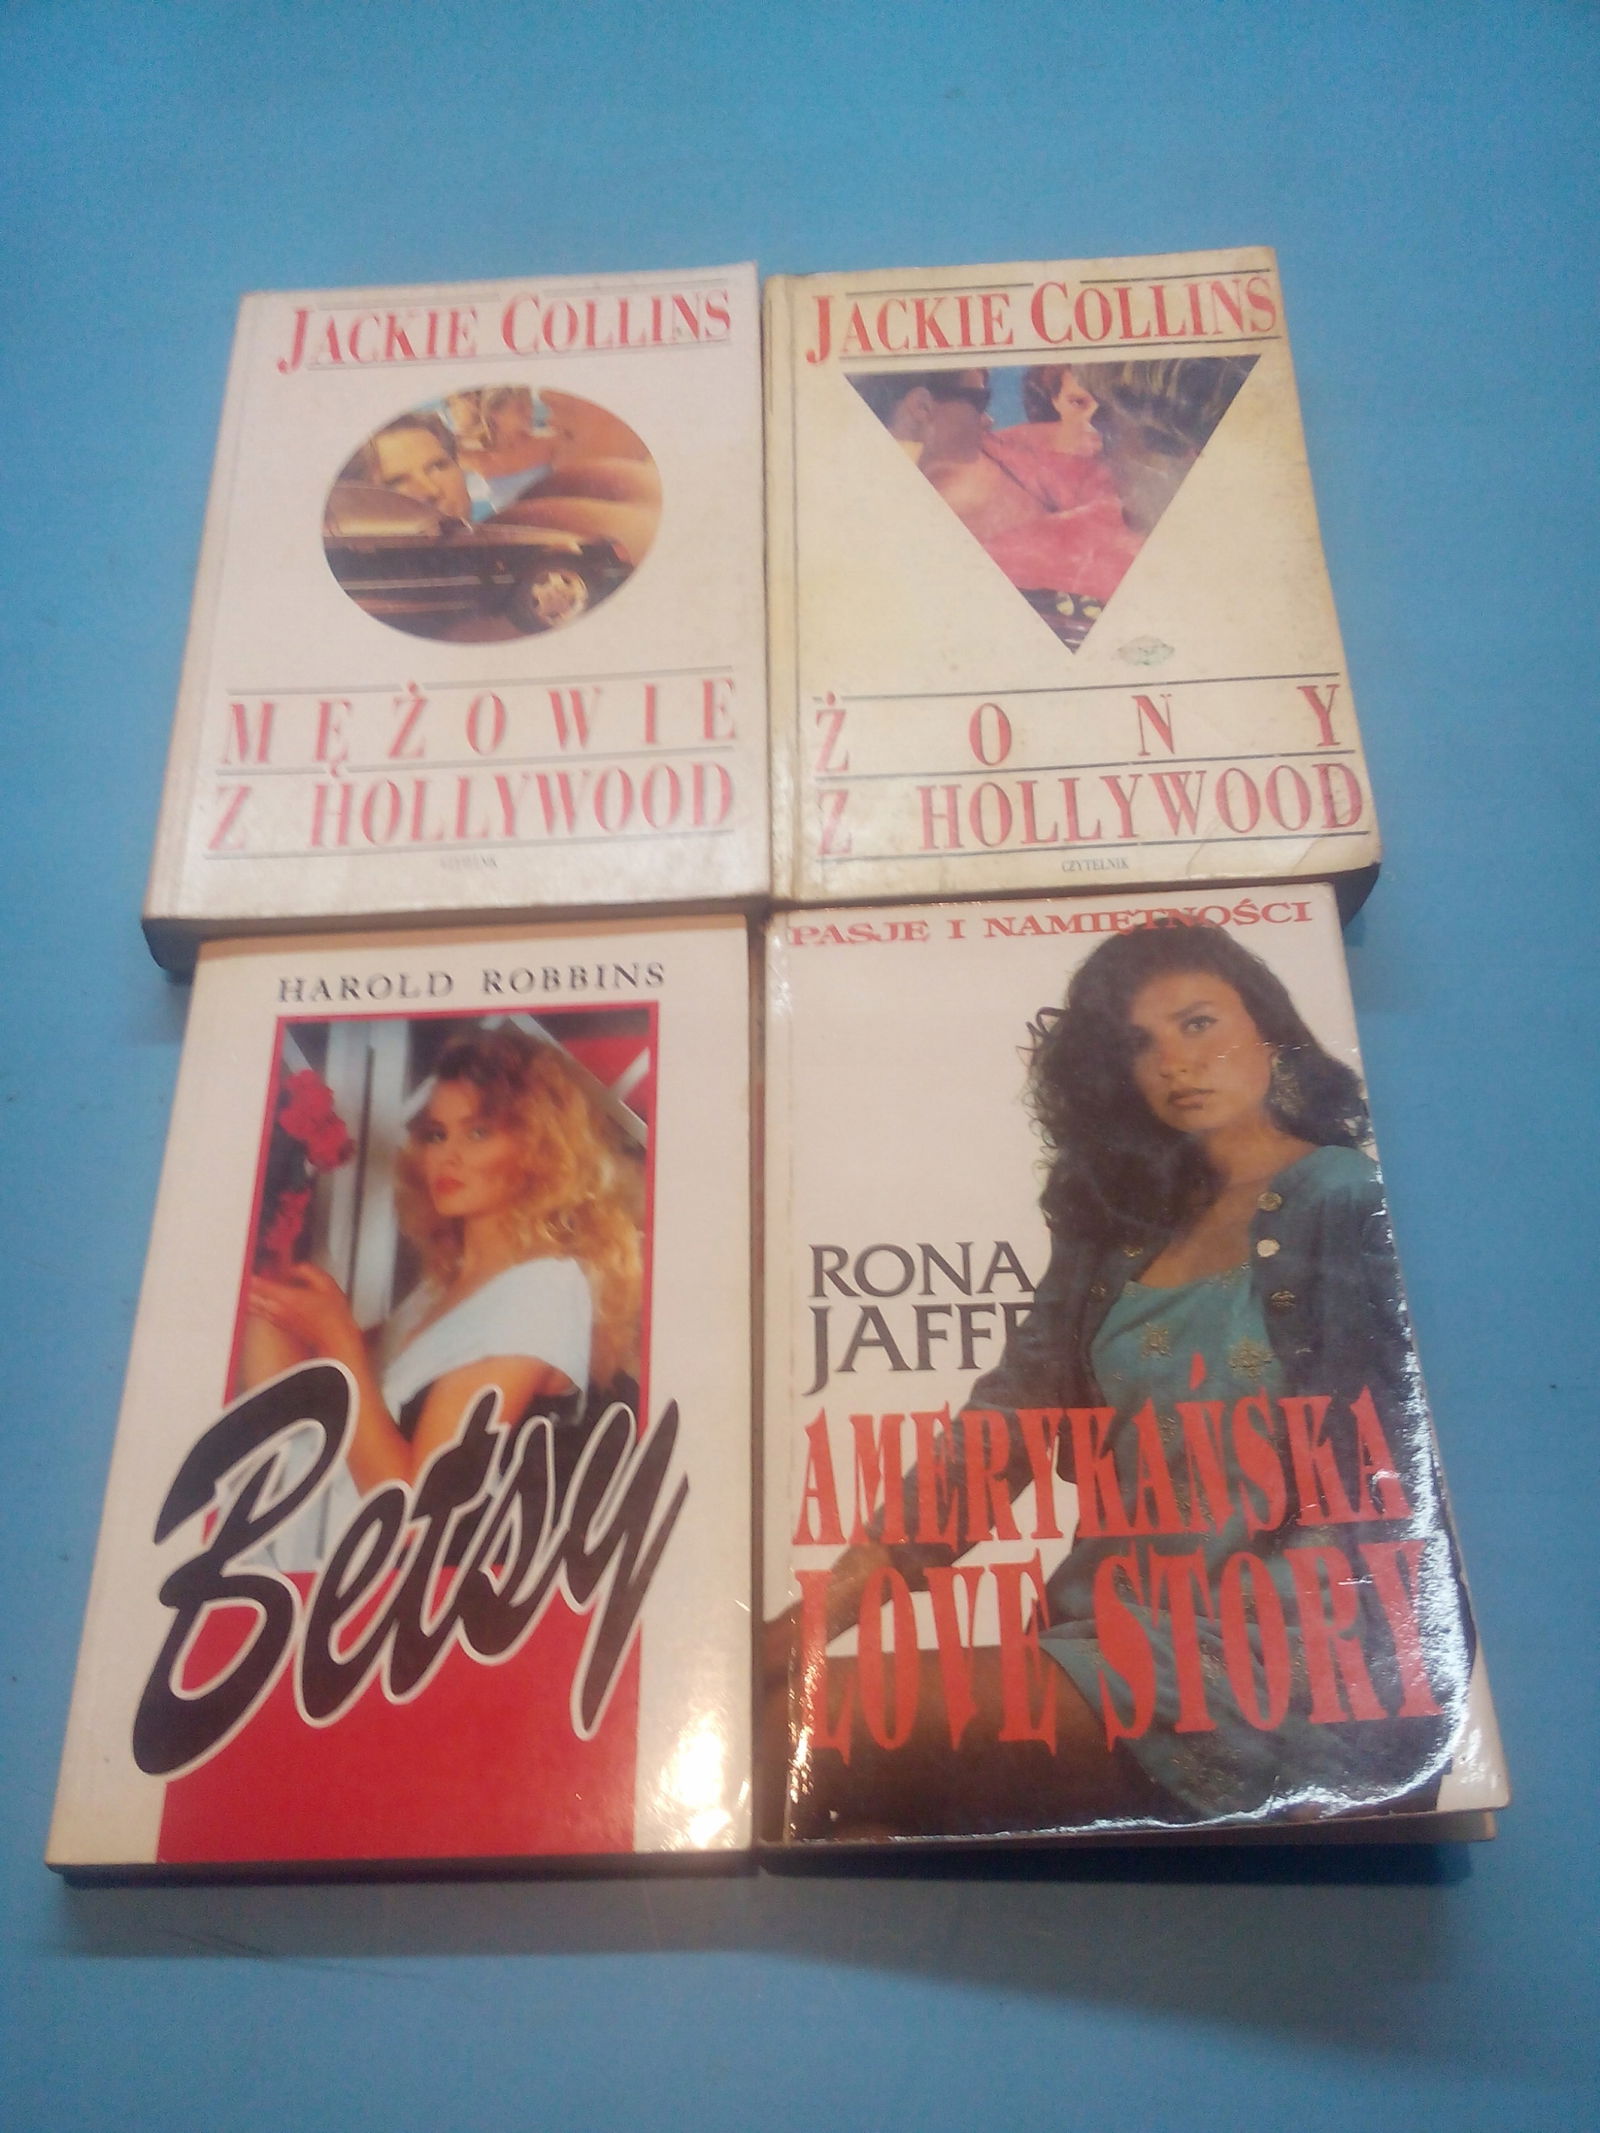 JACKIE COLLINS
MĘŻOWIE
Z HOLLYWOOD
CZYTELNIK
JACKIE COLLINS
ŻONY
Z HOLLYWOOD
CZYTELNIK
HAROLD ROBBINS
Betsy
PASJE I NAMIĘTNOŚCI
RONA
JAFFE
AMERYKAŃSKA
LOVE STORY